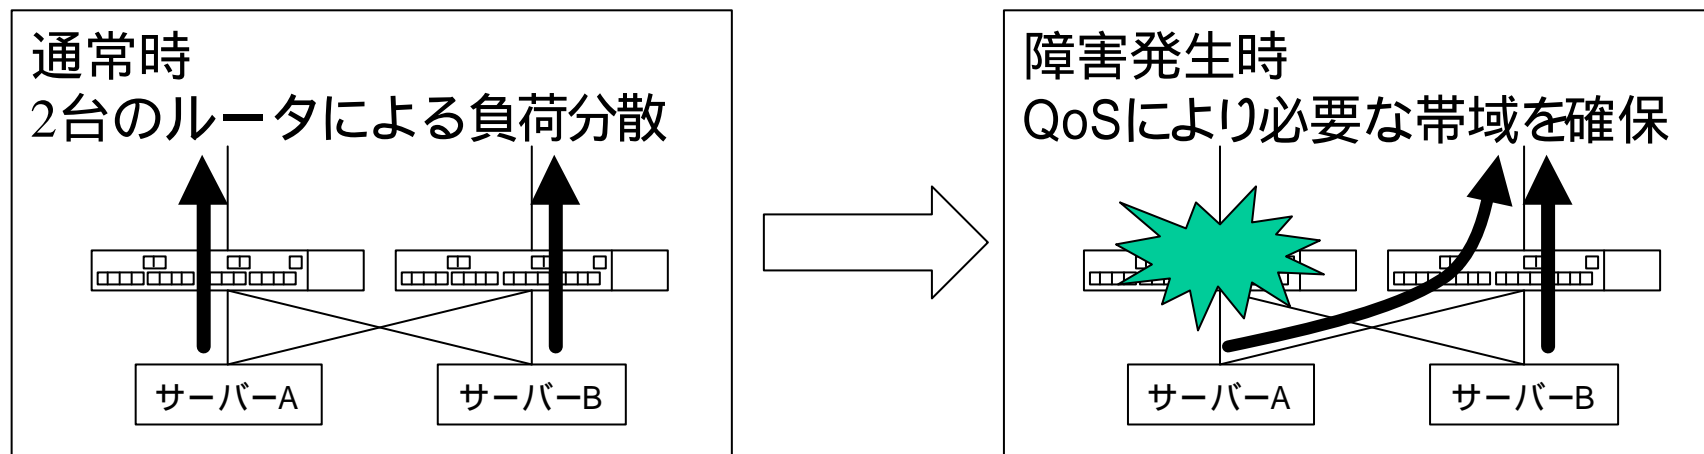 通常時
2台のルータによる負荷分散
サーバーA
サーバーB
障害発生時
QoSにより必要な帯域を確保
サーバーA
サーバーB